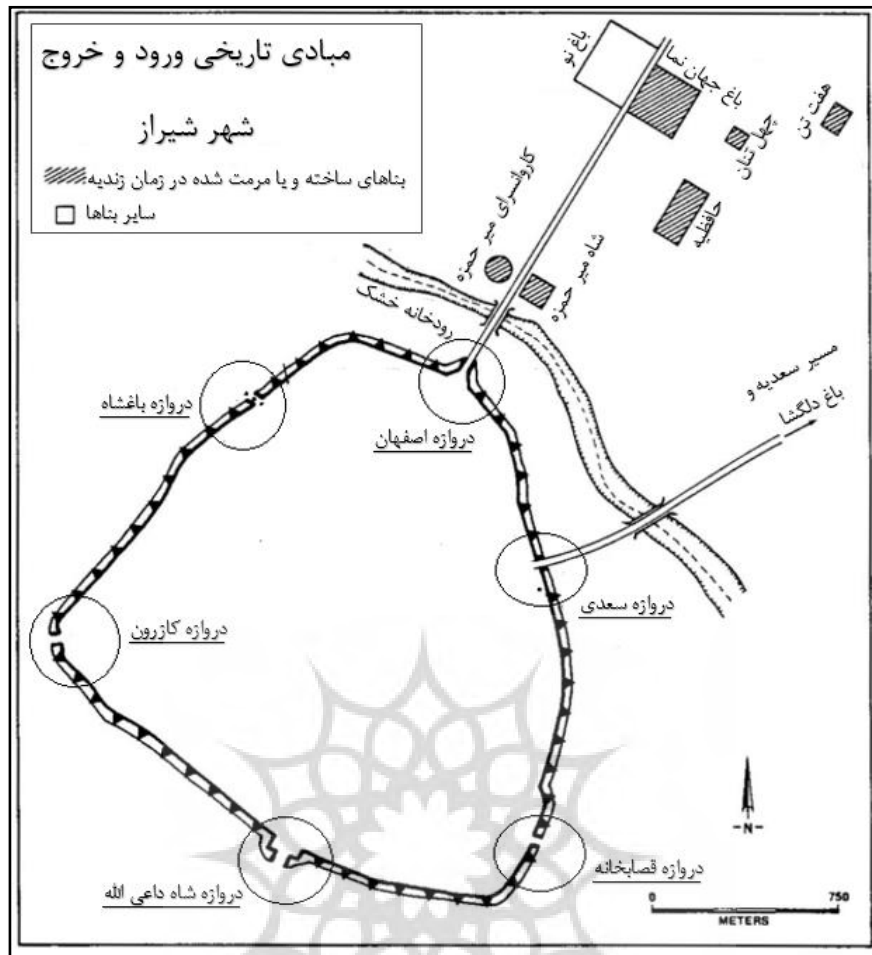 مبادی تاریخی ورود و خروج
شهر شیراز
بناهای ساخته و یا مرمت شده در زمان زندیه
سایر بناها
باغ نو
باغ جهان نما
هفت تن
چهل تنان
حافظیه
کاروانسرای میر حمزه
شاه میر حمزه
رودخانه خشک
مسیر سعدیه و
باغ دلگشا
دروازه باغشاه
دروازه اصفهان
دروازه سعدی
دروازه کازرون
دروازه قصابخانه
دروازه شاه داعی الله
-N-
0 750
METERS